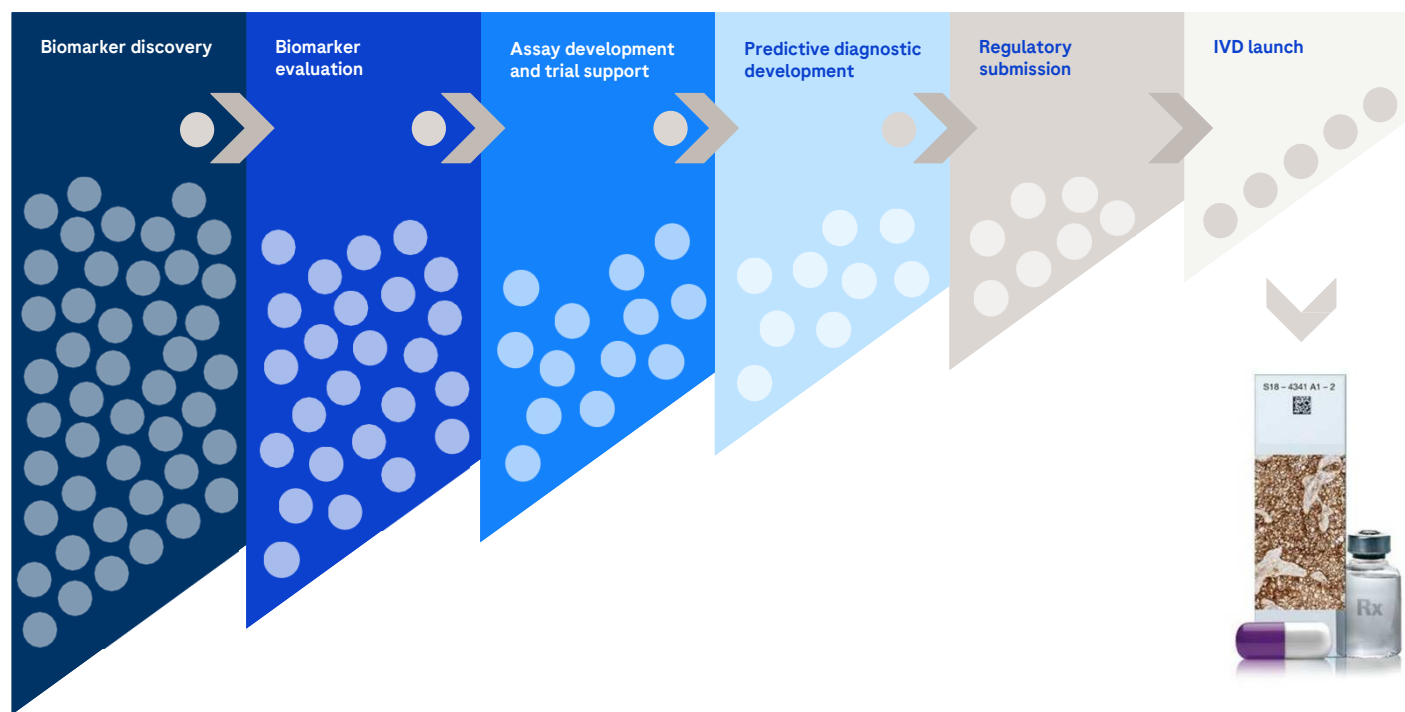 Biomarker discovery
Biomarker
evaluation
Assay development
and trial support
Predictive diagnostic
development
Regulatory
submission
IVD launch
S18 – 4341 A1 – 2
Rx